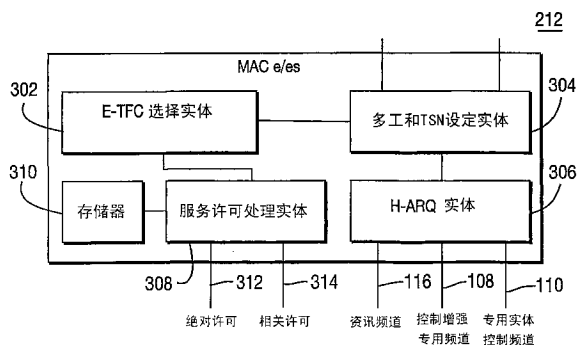 212
MAC e/es
302
E-TFC 选择实体
多工和TSN设定实体
304
310
存储器
服务许可处理实体
H-ARQ 实体
306
308
312
314
116
108
110
绝对许可
相关许可
资讯频道
控制增强
专用频道
专用实体
控制频道